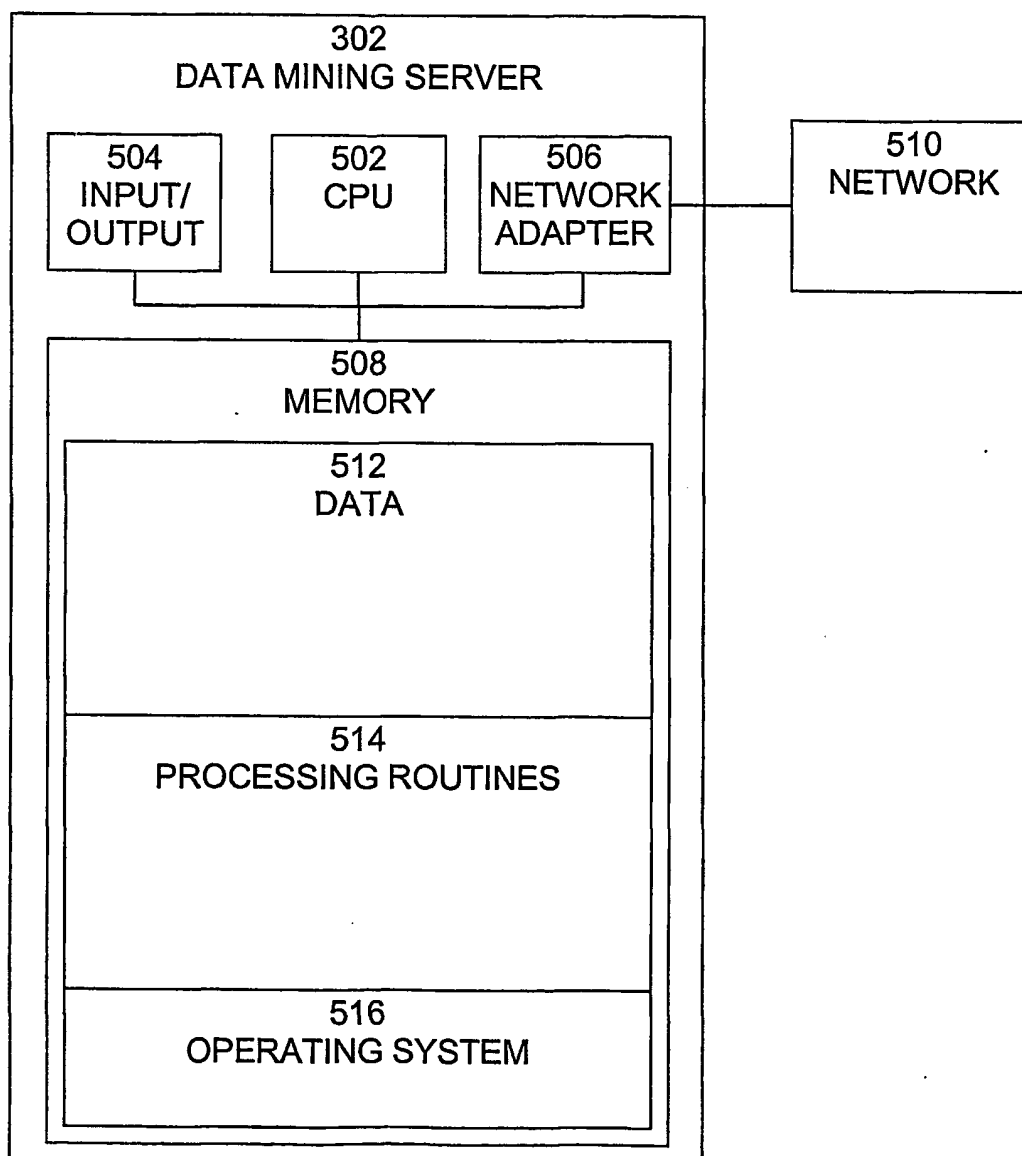 302
DATA MINING SERVER
504
INPUT/
OUTPUT
502
CPU
506
NETWORK
ADAPTER
510
NETWORK
508
MEMORY
512
DATA
514
PROCESSING ROUTINES
516
OPERATING SYSTEM